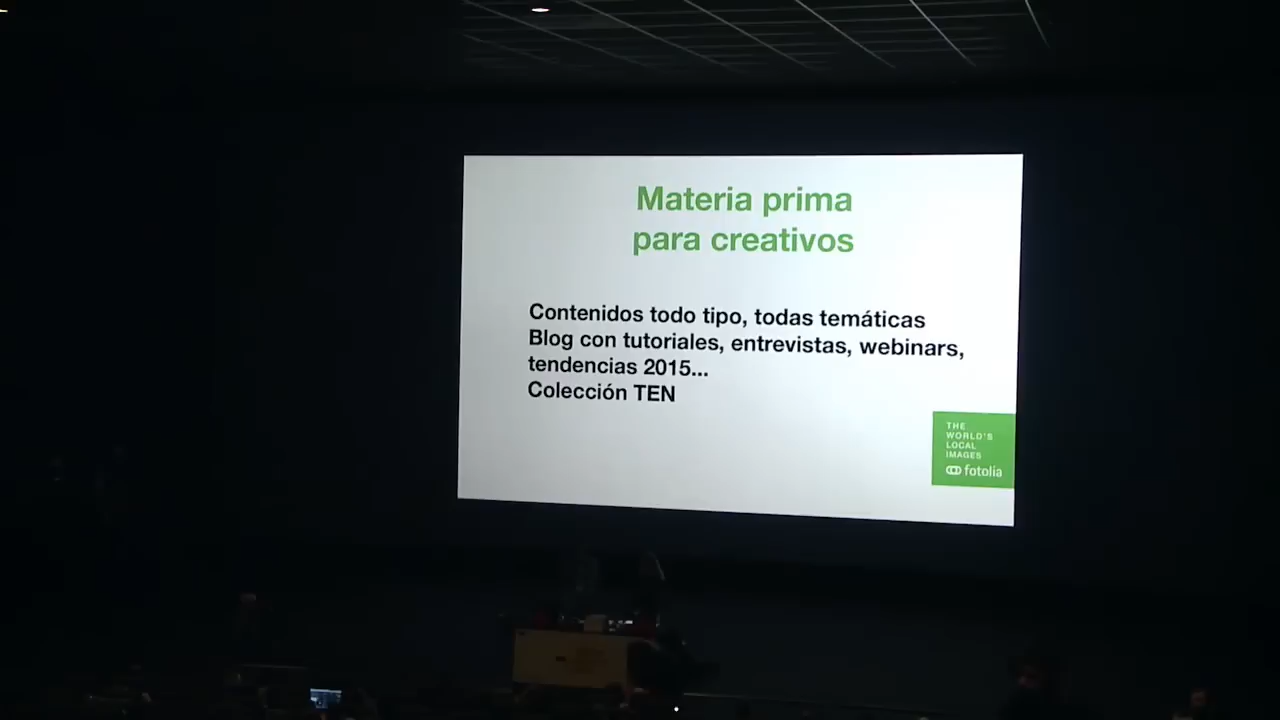 Materia prima
para creativos
Contenidos todo tipo, todas temáticas
Blog con tutoriales, entrevistas, webinars,
tendencias 2015...
Colección TEN
THE
WORLD'S
LOCAL
IMAGES
fotolia